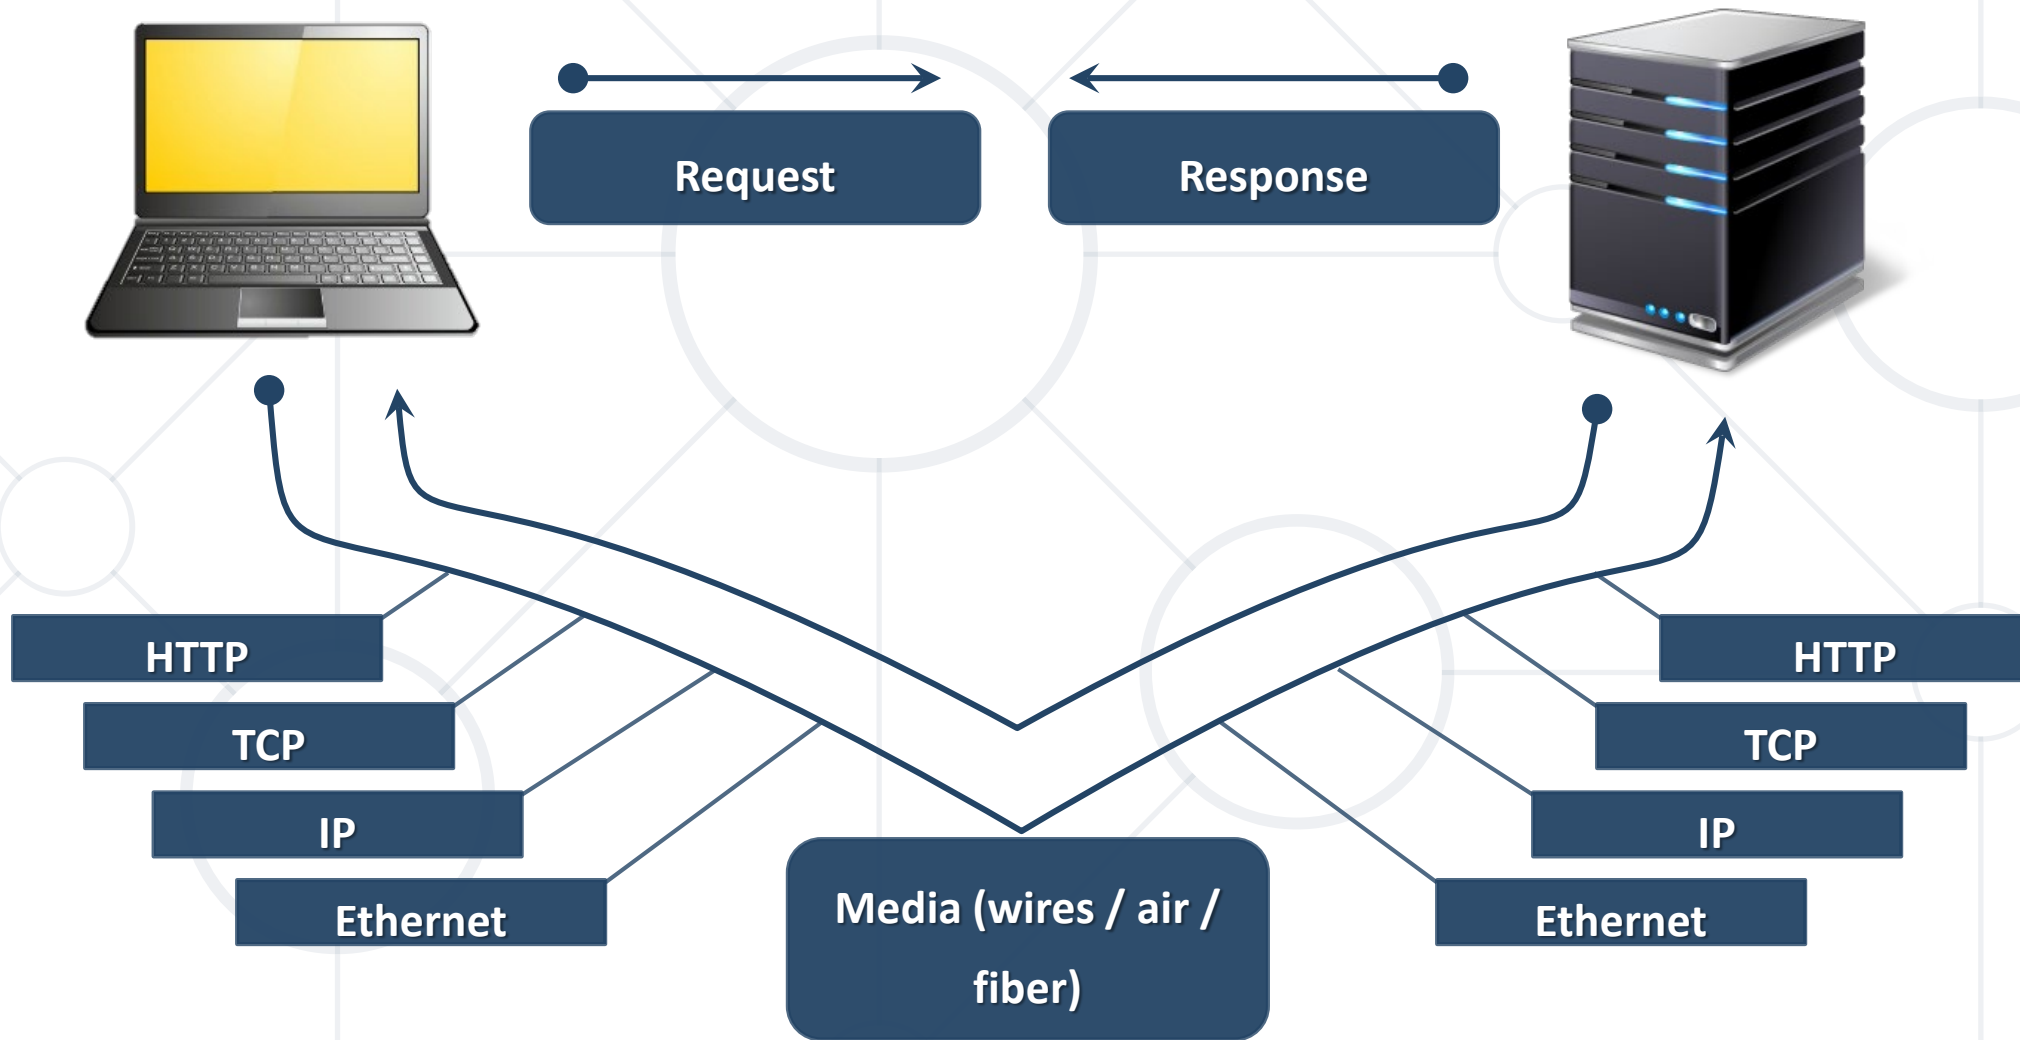 Request
Response
HTTP
TCP
IP
Ethernet
Media (wires / air /
fiber)
HTTP
TCP
IP
Ethernet